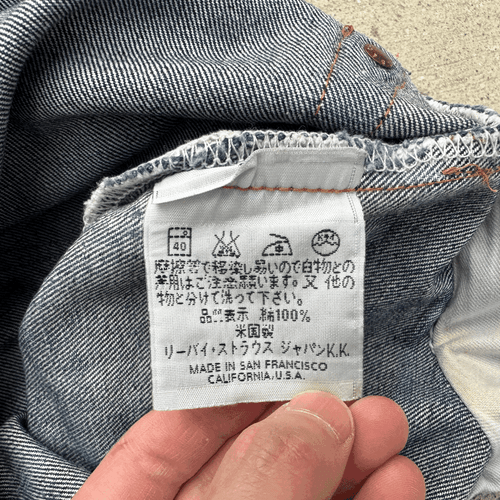 40
摩擦等で移染し易いので白物との
着用はご注意願います。又 他の
物と分けて洗って下さい。
品質表示 綿100%
米国製
リーバイ・ストラウス ジャパンK.K.
MADE IN SAN FRANCISCO
CALIFORNIA, U.S.A.